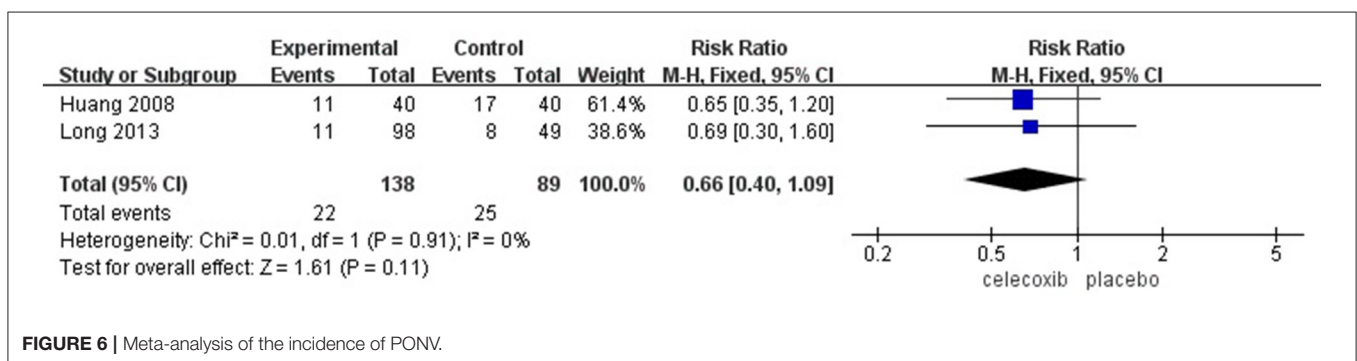 Experimental Control Risk Ratio Risk Ratio
Study or Subgroup Events Total Events Total Weight M-H, Fixed, 95% CI M-H, Fixed, 95% CI
Huang 2008 11 40 17 40 61.4% 0.65 [0.35, 1.20]
Long 2013 11 98 8 49 38.6% 0.69 [0.30, 1.60]
Total (95% CI) 138 89 100.0% 0.66 [0.40, 1.09]
Total events 22 25
Heterogeneity: Chi² = 0.01, df = 1 (P = 0.91); I² = 0%
Test for overall effect: Z = 1.61 (P = 0.11)
0.2 0.5 1 2 5
celecoxib placebo
FIGURE 6 | Meta-analysis of the incidence of PONV.